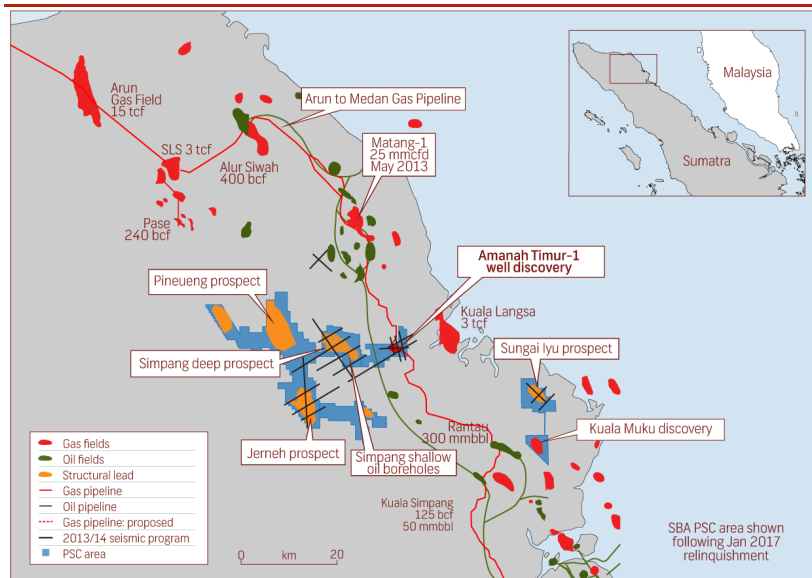 Arun
Gas Field
15 tcf
Arun to Medan Gas Pipeline
Malaysia
Sumatra
SLS 3 tcf
Alur Siwah
400 bcf
Matang-1
25 mmcfd
May 2013
Pase
240 bcf
Amanah Timur-1
well discovery
Pineueng prospect
Kuala Langsa
3 tcf
Simpang deep prospect
Sungai Iyu prospect
Rantau
300 mmbbl
Kuala Muku discovery
Jerneh prospect
Simpang shallow
oil boreholes
Kuala Simpang
125 bcf
50 mmbbl
Gas fields
Oil fields
Structural lead
Gas pipeline
Oil pipeline
Gas pipeline: proposed
2013/14 seismic program
PSC area
0 km 20
SBA PSC area shown
following Jan 2017
relinquishment